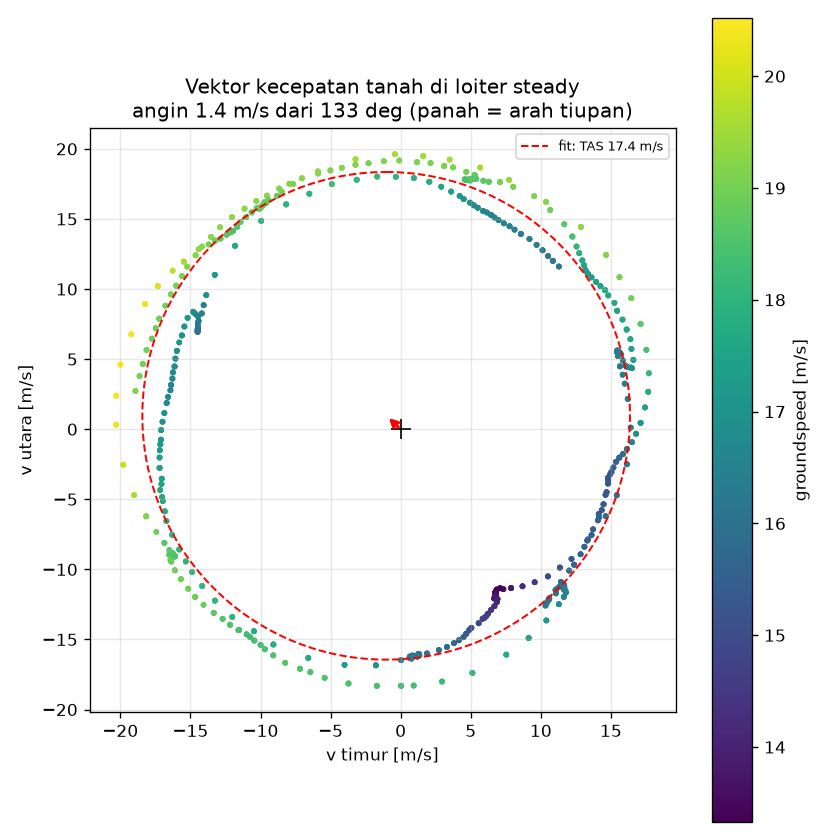 Vektor kecepatan tanah di loiter steady
angin 1.4 m/s dari 133 deg (panah = arah tiupan)
fit: TAS 17.4 m/s
20
15
10
5
0
−5
−10
−15
−20
v utara [m/s]
−20 −15 −10 −5 0 5 10 15
v timur [m/s]
20
19
18
17
16
15
14
groundspeed [m/s]